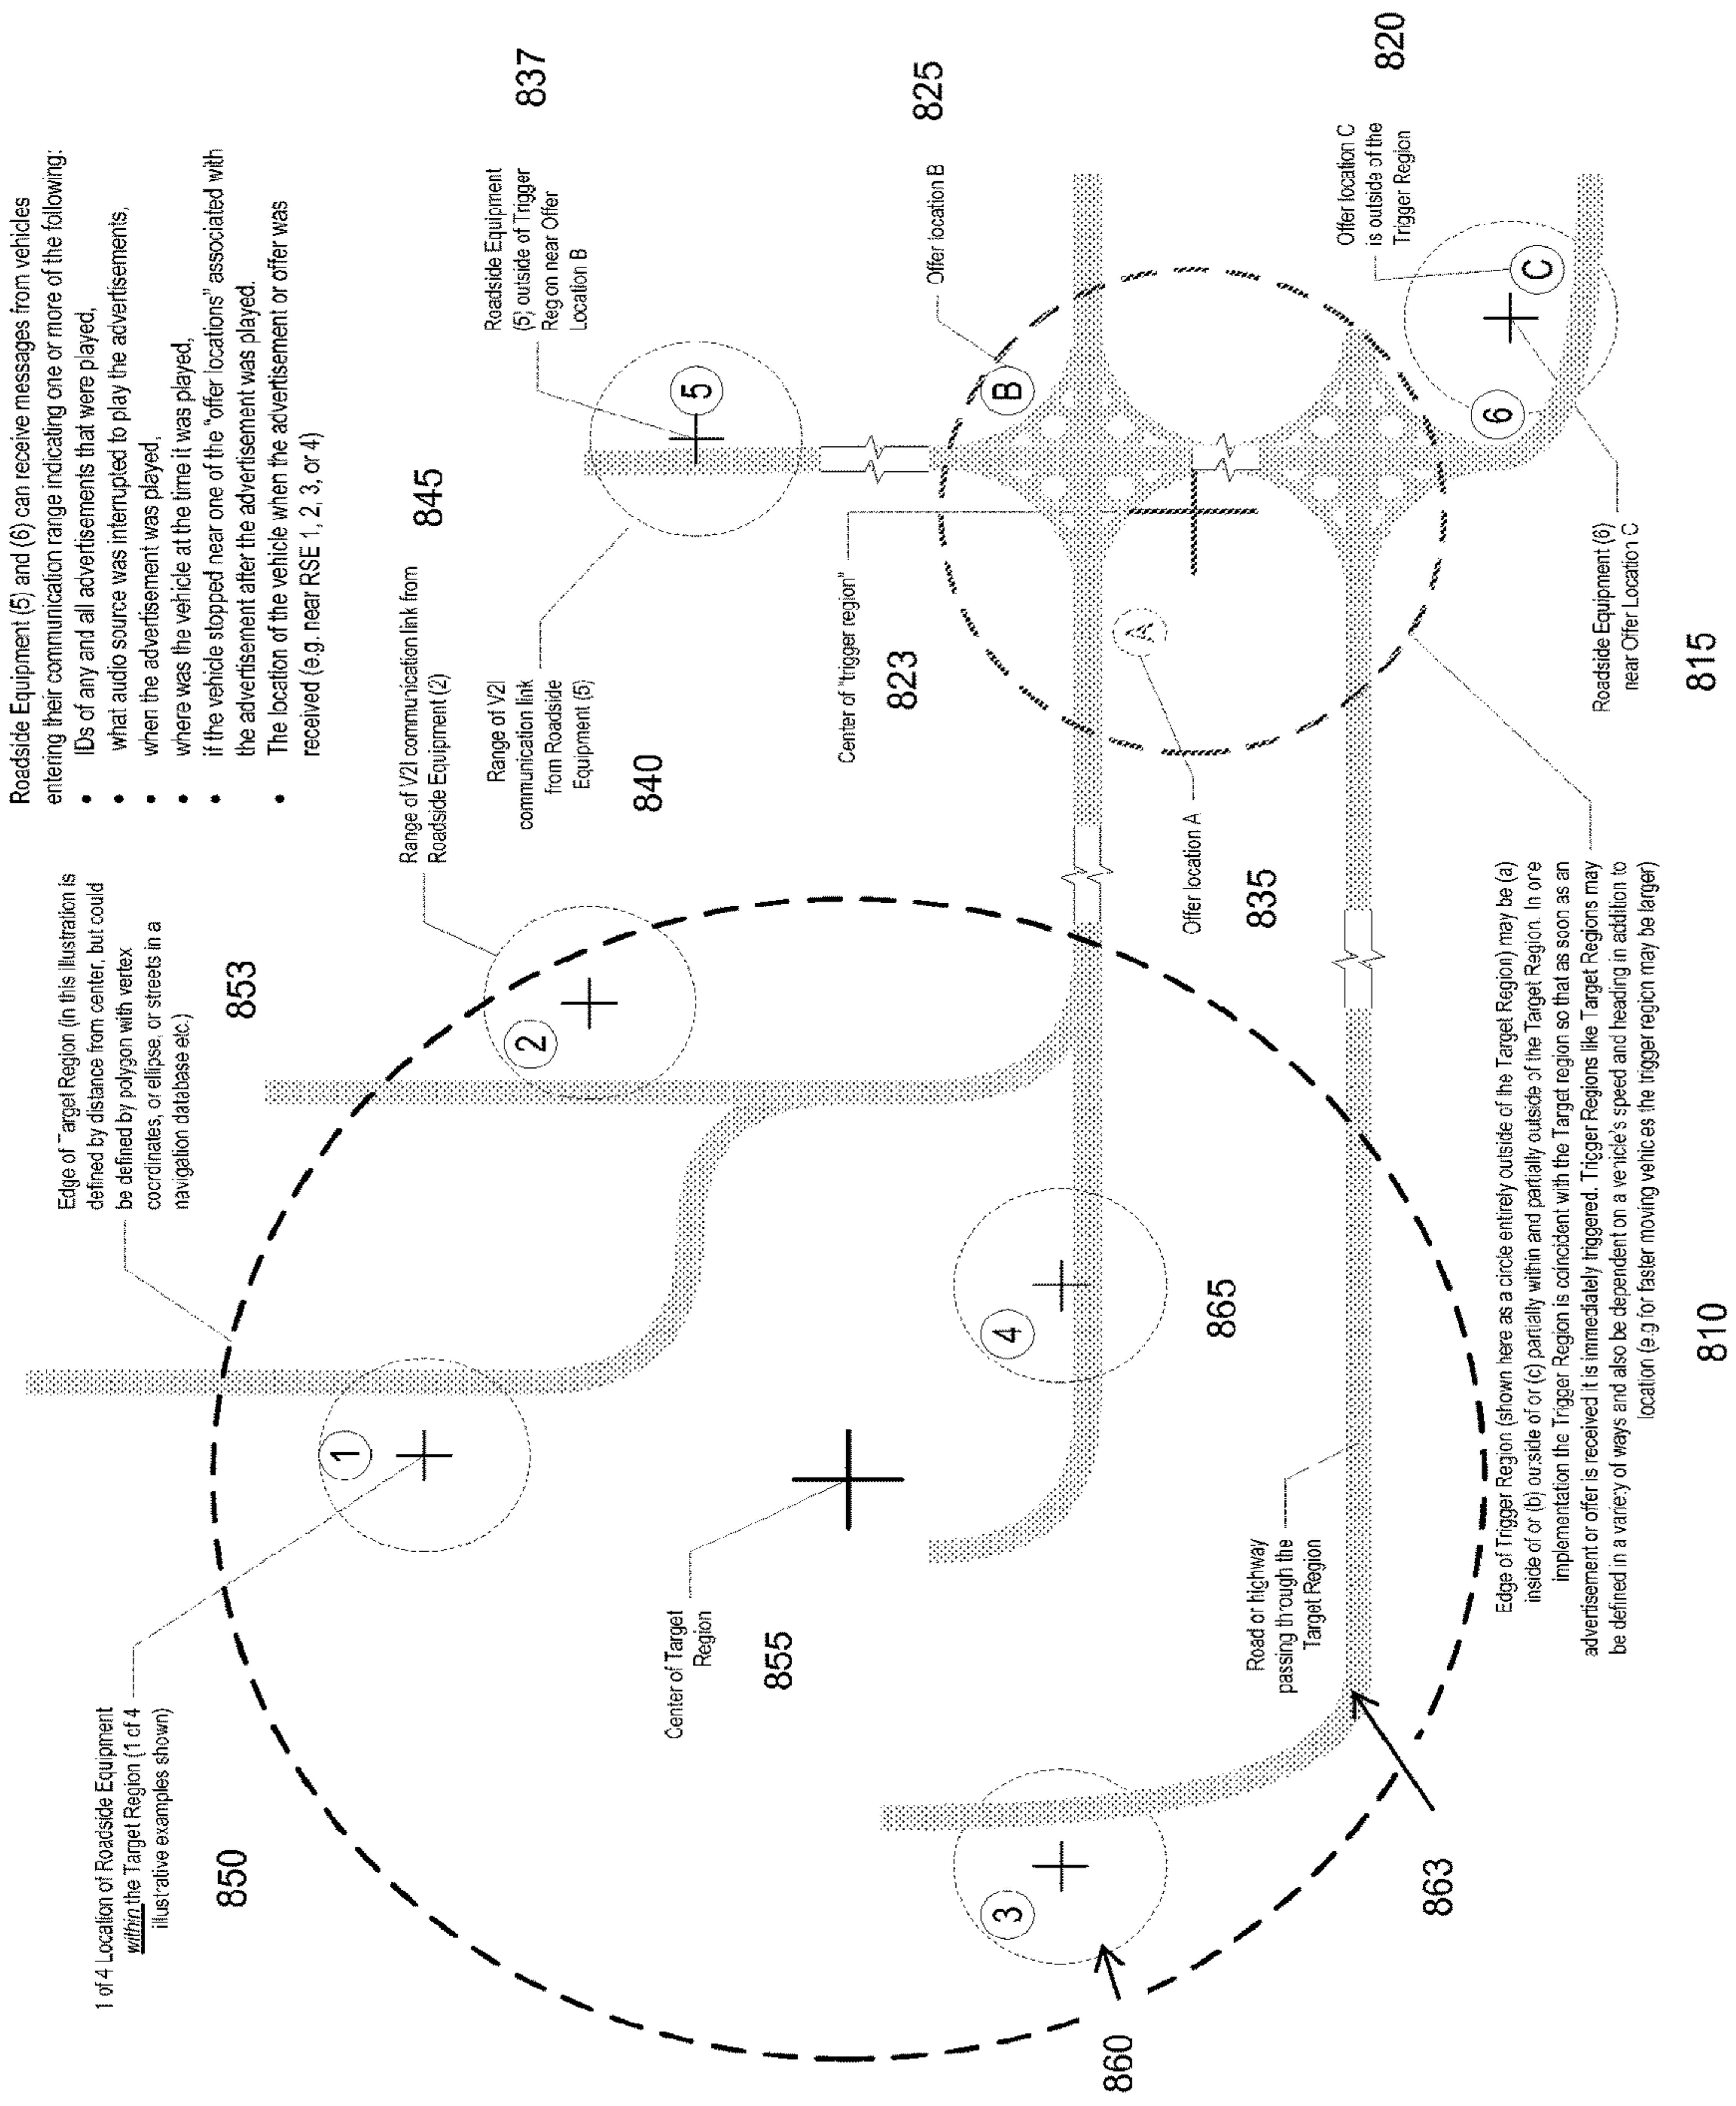 Roadside Equipment (5) and (6) can receive messages from vehicles
entering their communication range indicating one or more of the following:
• IDs of any and all advertisements that were played,
• what audio source was interrupted to play the advertisements,
• when the advertisement was played,
• where was the vehicle at the time it was played,
• if the vehicle stopped near one of the "offer locations" associated with
the advertisement after the advertisement was played.
• The location of the vehicle when the advertisement or offer was
received (e.g. near RSE 1, 2, 3, or 4)
1 of 4 Location of Roadside Equipment
within the Target Region (1 of 4
illustrative examples shown)
850
Edge of Target Region (in this illustration is
defined by distance from center, but could
be defined by polygon with vertex
coordinates, or ellipse, or streets in a
navigation database etc.)
853
Range of V2I communication link from
Roadside Equipment (2)
845
Range of V2I
communication link
from Roadside
Equipment (5)
840
Roadside Equipment
(5) outside of Trigger
Region near Offer
Location B
837
1
2
5
Center of Target
Region
855
Center of "trigger region"
823
Offer location B
825
B
3
4
A
860
865
Offer location A
835
Road or highway
passing through the
Target Region
863
Offer location C
is outside of the
Trigger Region
820
6
C
Roadside Equipment (6)
near Offer Location C
815
Edge of Trigger Region (shown here as a circle entirely outside of the Target Region) may be (a)
inside of or (b) outside of or (c) partially within and partially outside of the Target Region. In one
implementation the Trigger Region is coincident with the Target region so that as soon as an
advertisement or offer is received it is immediately triggered. Trigger Regions like Target Regions may
be defined in a variety of ways and also be dependent on a vehicle's speed and heading in addition to
location (e.g for faster moving vehicles the trigger region may be larger)
810